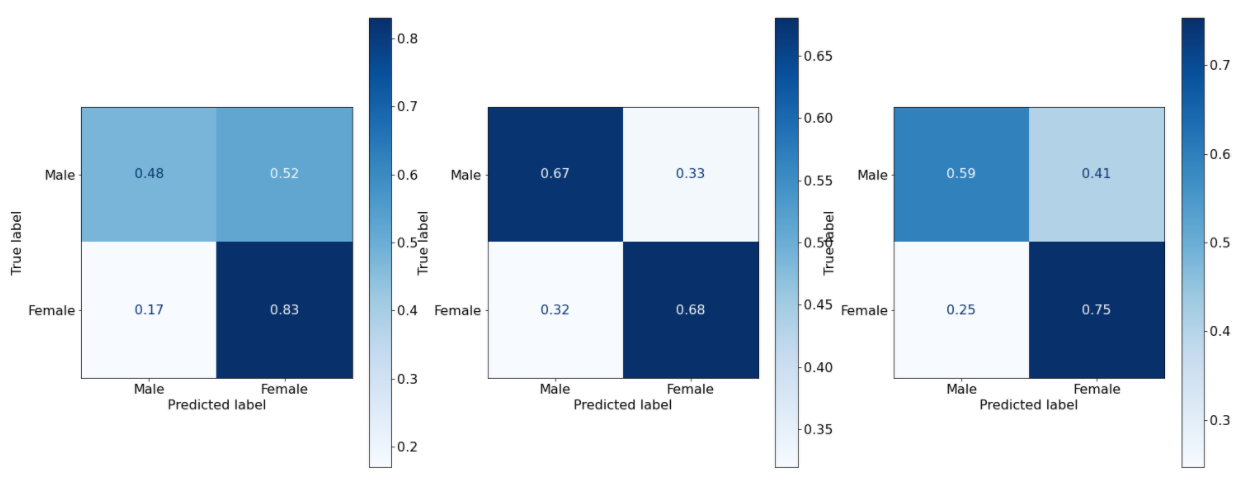 0.8
0.7
0.6
0.5
0.4
0.3
0.2
True label
Male
Female
0.48
0.52
0.17
0.83
Male
Female
Predicted label
0.65
0.60
0.55
0.50
0.45
0.40
0.35
True label
Male
Female
0.67
0.33
0.32
0.68
Male
Female
Predicted label
0.7
0.6
0.5
0.4
0.3
True label
Male
Female
0.59
0.41
0.25
0.75
Male
Female
Predicted label